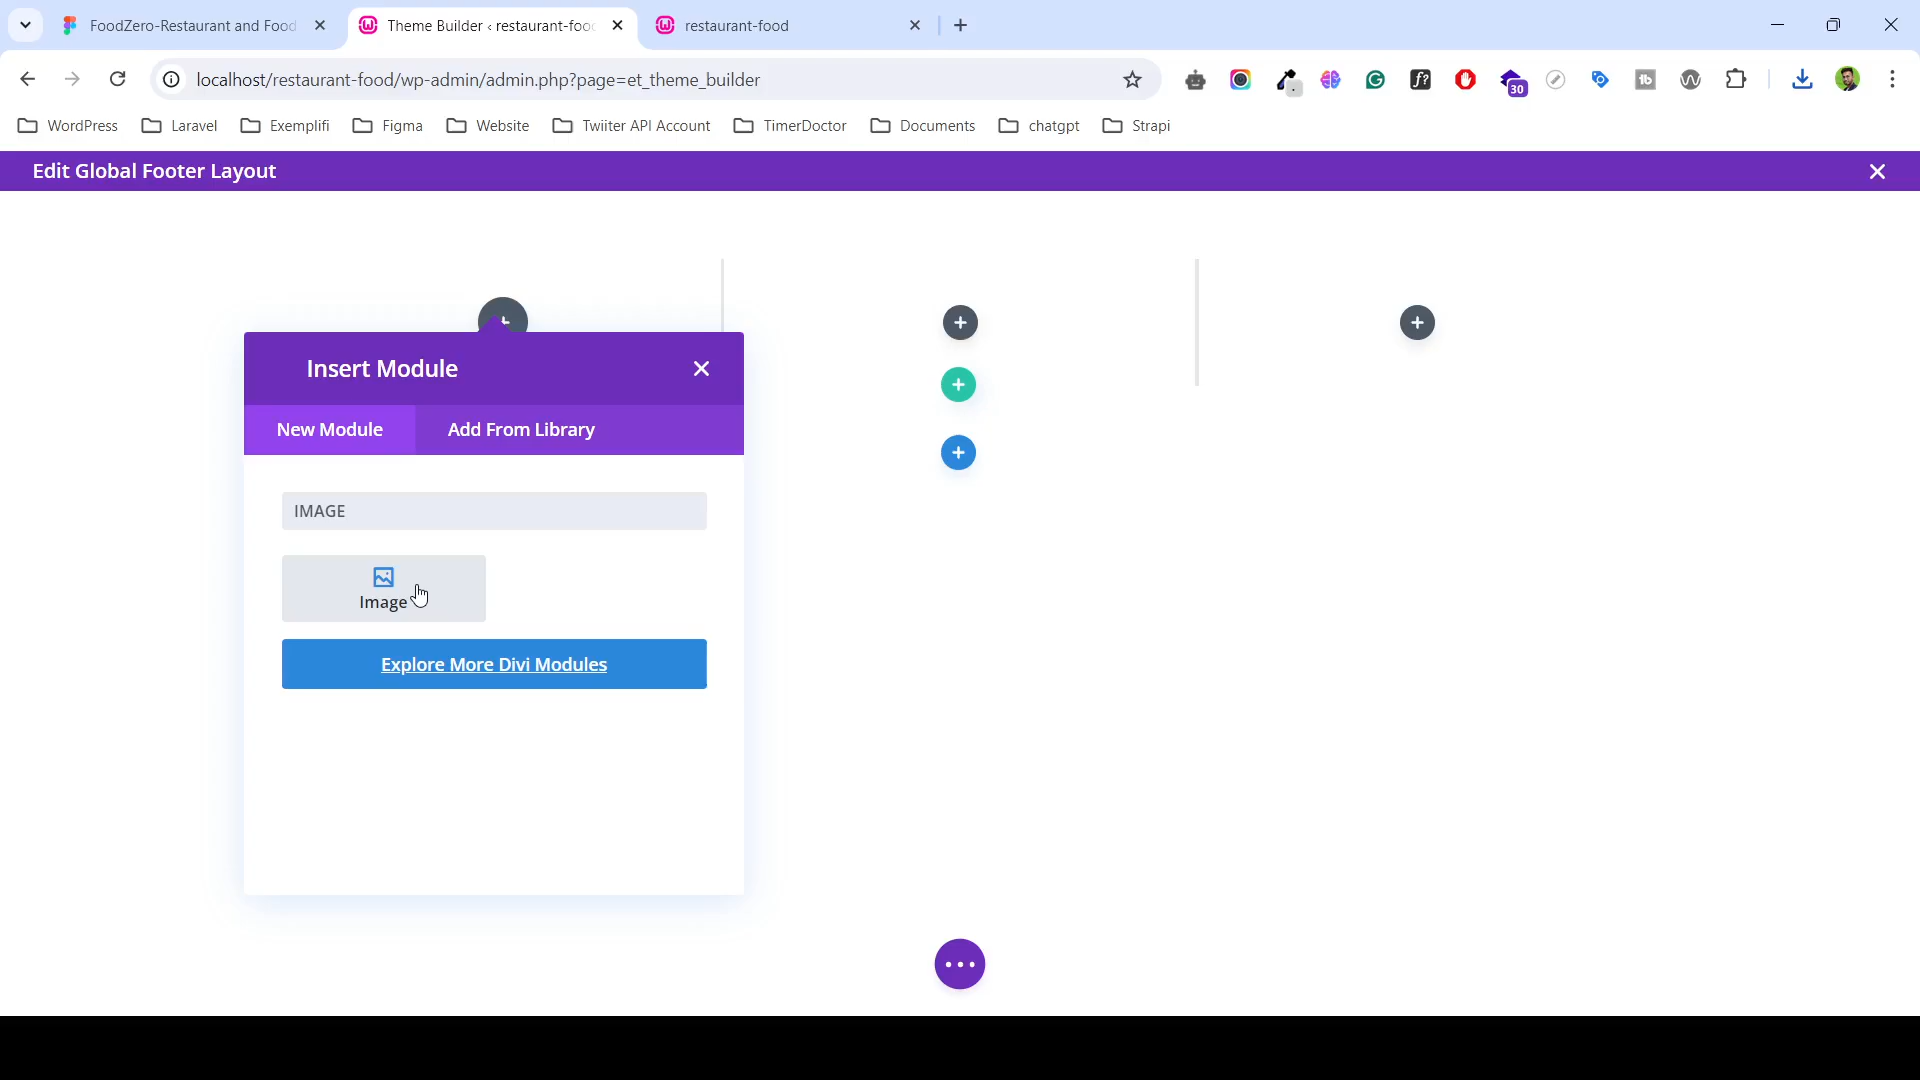 FoodZero-Restaurant and Food
Theme Builder ‹ restaurant-food
restaurant-food
localhost/restaurant-food/wp-admin/admin.php?page=et_theme_builder
30
WordPress
Laravel
Exemplifi
Figma
Website
Twiiter API Account
TimerDoctor
Documents
chatgpt
Strapi
Edit Global Footer Layout
Insert Module
New Module
Add From Library
IMAGE
Image
Explore More Divi Modules